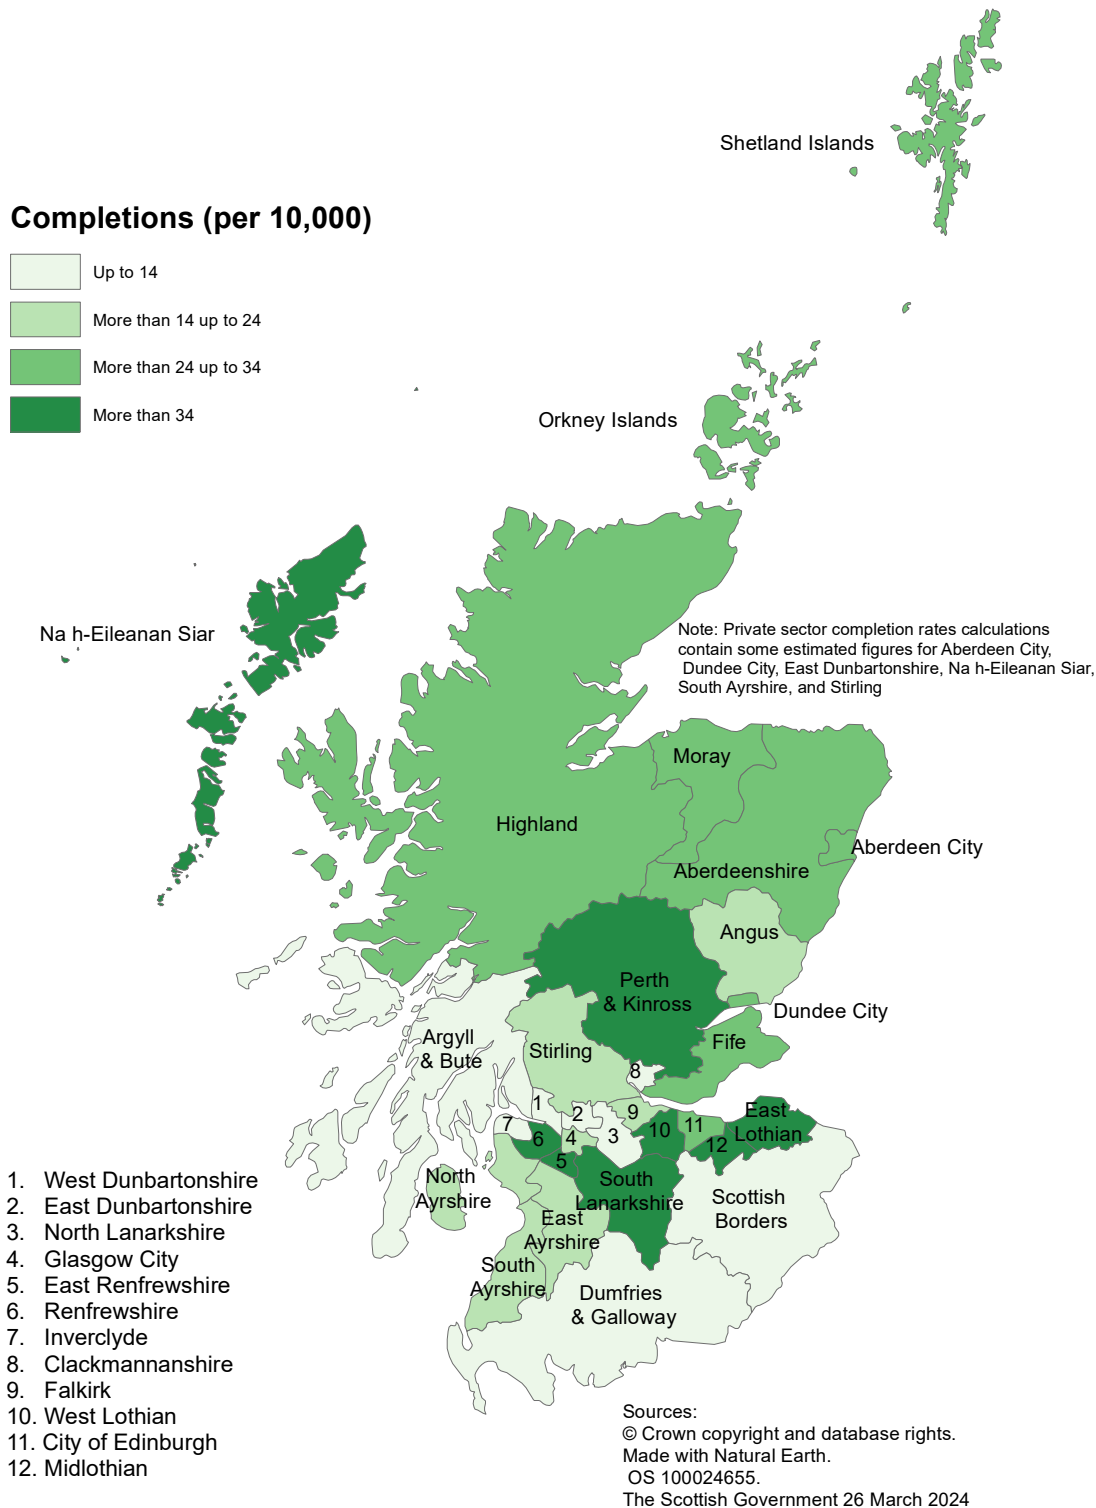 Shetland Islands
Completions (per 10,000)
Up to 14
More than 14 up to 24
More than 24 up to 34
More than 34
Orkney Islands
Na h-Eileanan Siar
Note: Private sector completion rates calculations
contain some estimated figures for Aberdeen City,
Dundee City, East Dunbartonshire, Na h-Eileanan Siar,
South Ayrshire, and Stirling
Moray
Highland
Aberdeen City
Aberdeenshire
Angus
Perth
& Kinross
Dundee City
Argyll
& Bute
Stirling
Fife
8
1
2
9
7
6
4
3
10
11
12
5
East
Lothian
North
Ayrshire
South
Lanarkshire
Scottish
Borders
East
Ayrshire
South
Ayrshire
Dumfries
& Galloway
1. West Dunbartonshire
2. East Dunbartonshire
3. North Lanarkshire
4. Glasgow City
5. East Renfrewshire
6. Renfrewshire
7. Inverclyde
8. Clackmannanshire
9. Falkirk
10. West Lothian
11. City of Edinburgh
12. Midlothian
Sources:
© Crown copyright and database rights.
Made with Natural Earth.
OS 100024655.
The Scottish Government 26 March 2024